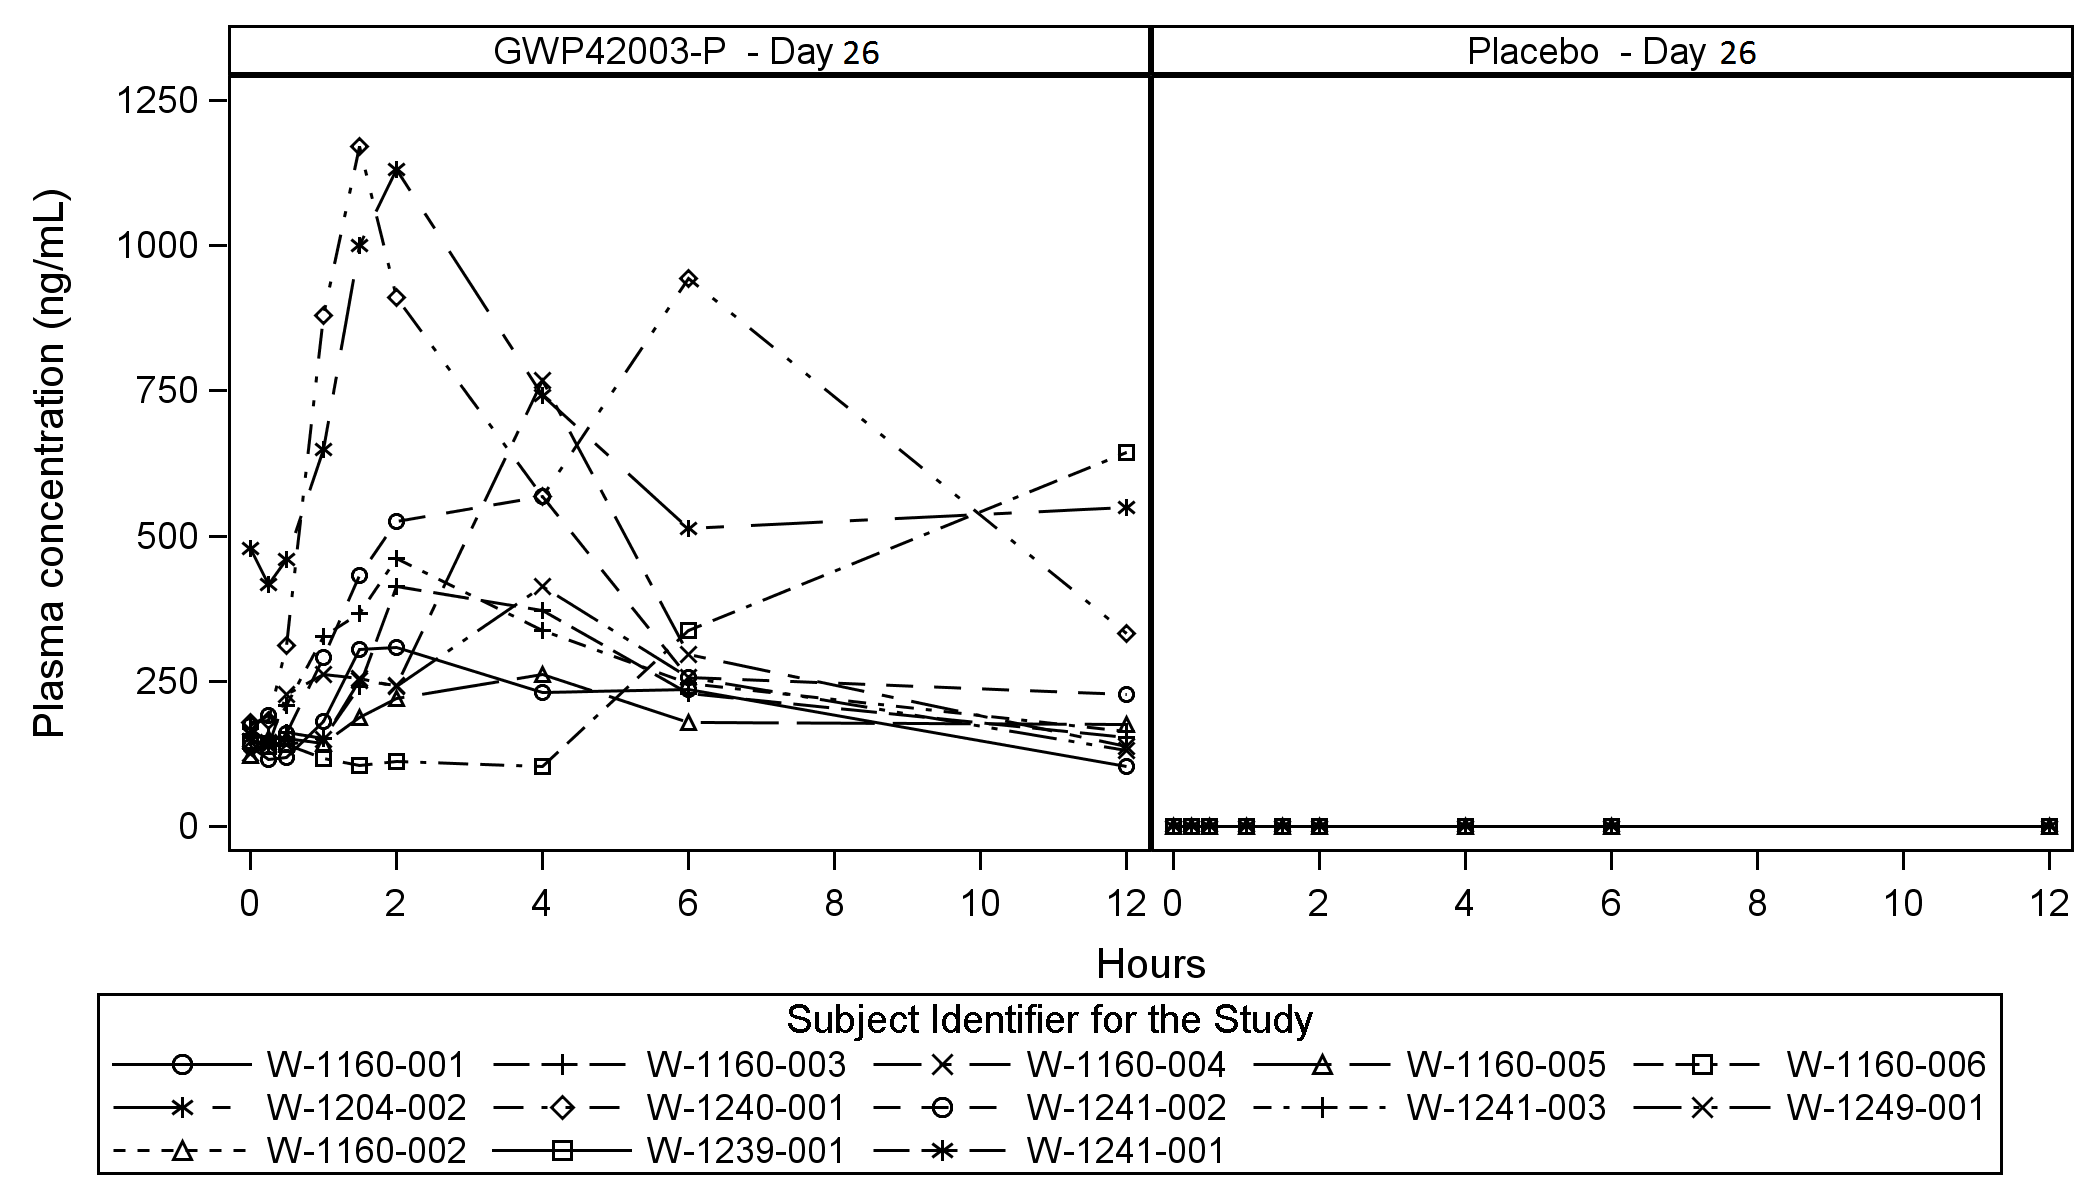 GWP42003-P - Day 26
Placebo - Day 26
Plasma concentration (ng/mL)
1250
1000
750
500
250
0
0 2 4 6 8 10 12 0 2 4 6 8 10 12
Hours
Subject Identifier for the Study
W-1160-001 W-1160-003 W-1160-004 W-1160-005 W-1160-006
W-1204-002 W-1240-001 W-1241-002 W-1241-003 W-1249-001
W-1160-002 W-1239-001 W-1241-001